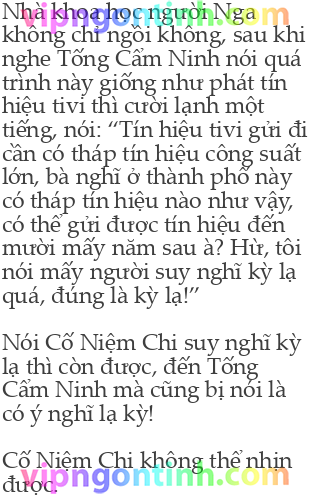 vipngontinh.com
Nhà khoa học người Nga
không chỉ ngồi không, sau khi
nghe Tống Cẩm Ninh nói quá
trình này giống như phát tín
hiệu tivi thì cười lạnh một
tiếng, nói: “Tín hiệu tivi gửi đi
cần có tháp tín hiệu công suất
lớn, bà nghĩ ở thành phố này
có tháp tín hiệu nào như vậy,
có thể gửi được tín hiệu đến
mười mấy năm sau à? Hừ, tôi
nói mấy người suy nghĩ kỳ lạ
quá, đúng là kỳ lạ!”
Nói Cố Niệm Chi suy nghĩ kỳ
lạ thì còn được, đến Tống
Cẩm Ninh mà cũng bị nói là
có ý nghĩ lạ kỳ!
Cố Niệm Chi không thể nhịn
được.
vipngontinh.com